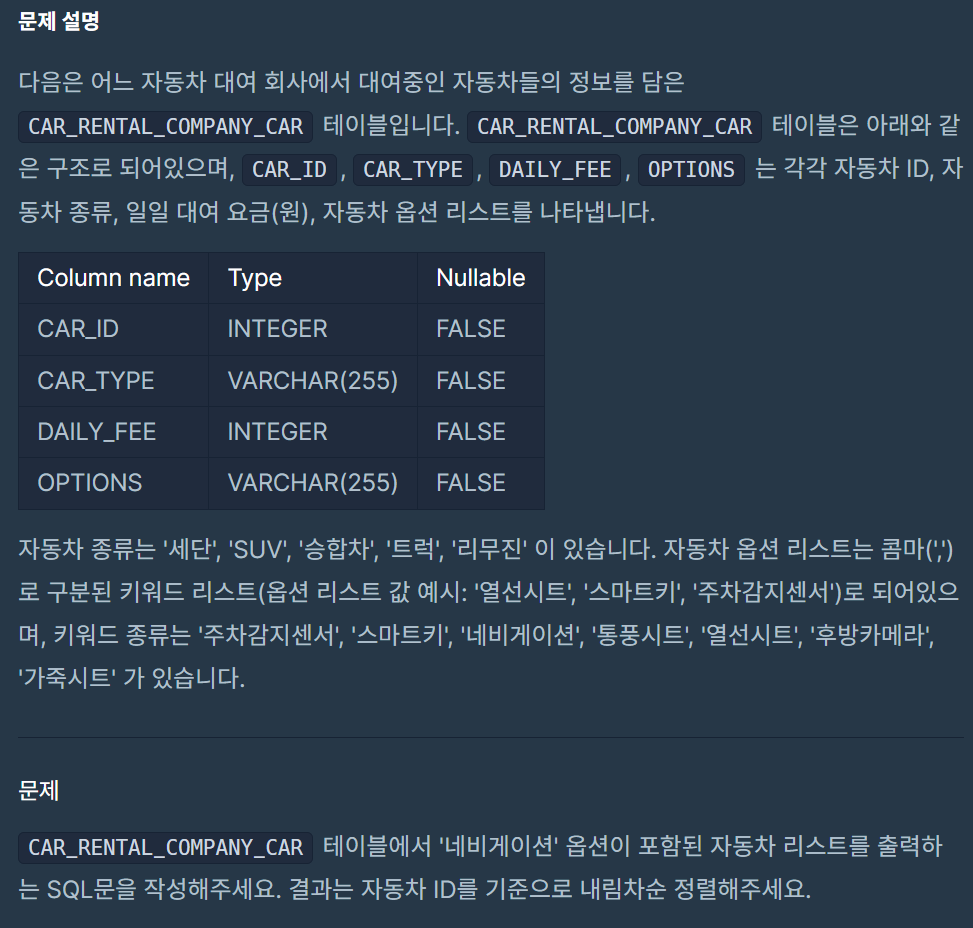 문제 설명
다음은 어느 자동차 대여 회사에서 대여중인 자동차들의 정보를 담은
CAR_RENTAL_COMPANY_CAR 테이블입니다. CAR_RENTAL_COMPANY_CAR 테이블은 아래와 같
은 구조로 되어있으며, CAR_ID , CAR_TYPE , DAILY_FEE , OPTIONS 는 각각 자동차 ID, 자
동차 종류, 일일 대여 요금(원), 자동차 옵션 리스트를 나타냅니다.
Column name Type Nullable
CAR_ID INTEGER FALSE
CAR_TYPE VARCHAR(255) FALSE
DAILY_FEE INTEGER FALSE
OPTIONS VARCHAR(255) FALSE
자동차 종류는 '세단', 'SUV', '승합차', '트럭', '리무진' 이 있습니다. 자동차 옵션 리스트는 콤마(',')
로 구분된 키워드 리스트(옵션 리스트 값 예시: '열선시트', '스마트키', '주차감지센서')로 되어있으
며, 키워드 종류는 '주차감지센서', '스마트키', '네비게이션', '통풍시트', '열선시트', '후방카메라',
'가죽시트' 가 있습니다.
문제
CAR_RENTAL_COMPANY_CAR 테이블에서 '네비게이션' 옵션이 포함된 자동차 리스트를 출력하
는 SQL문을 작성해주세요. 결과는 자동차 ID를 기준으로 내림차순 정렬해주세요.